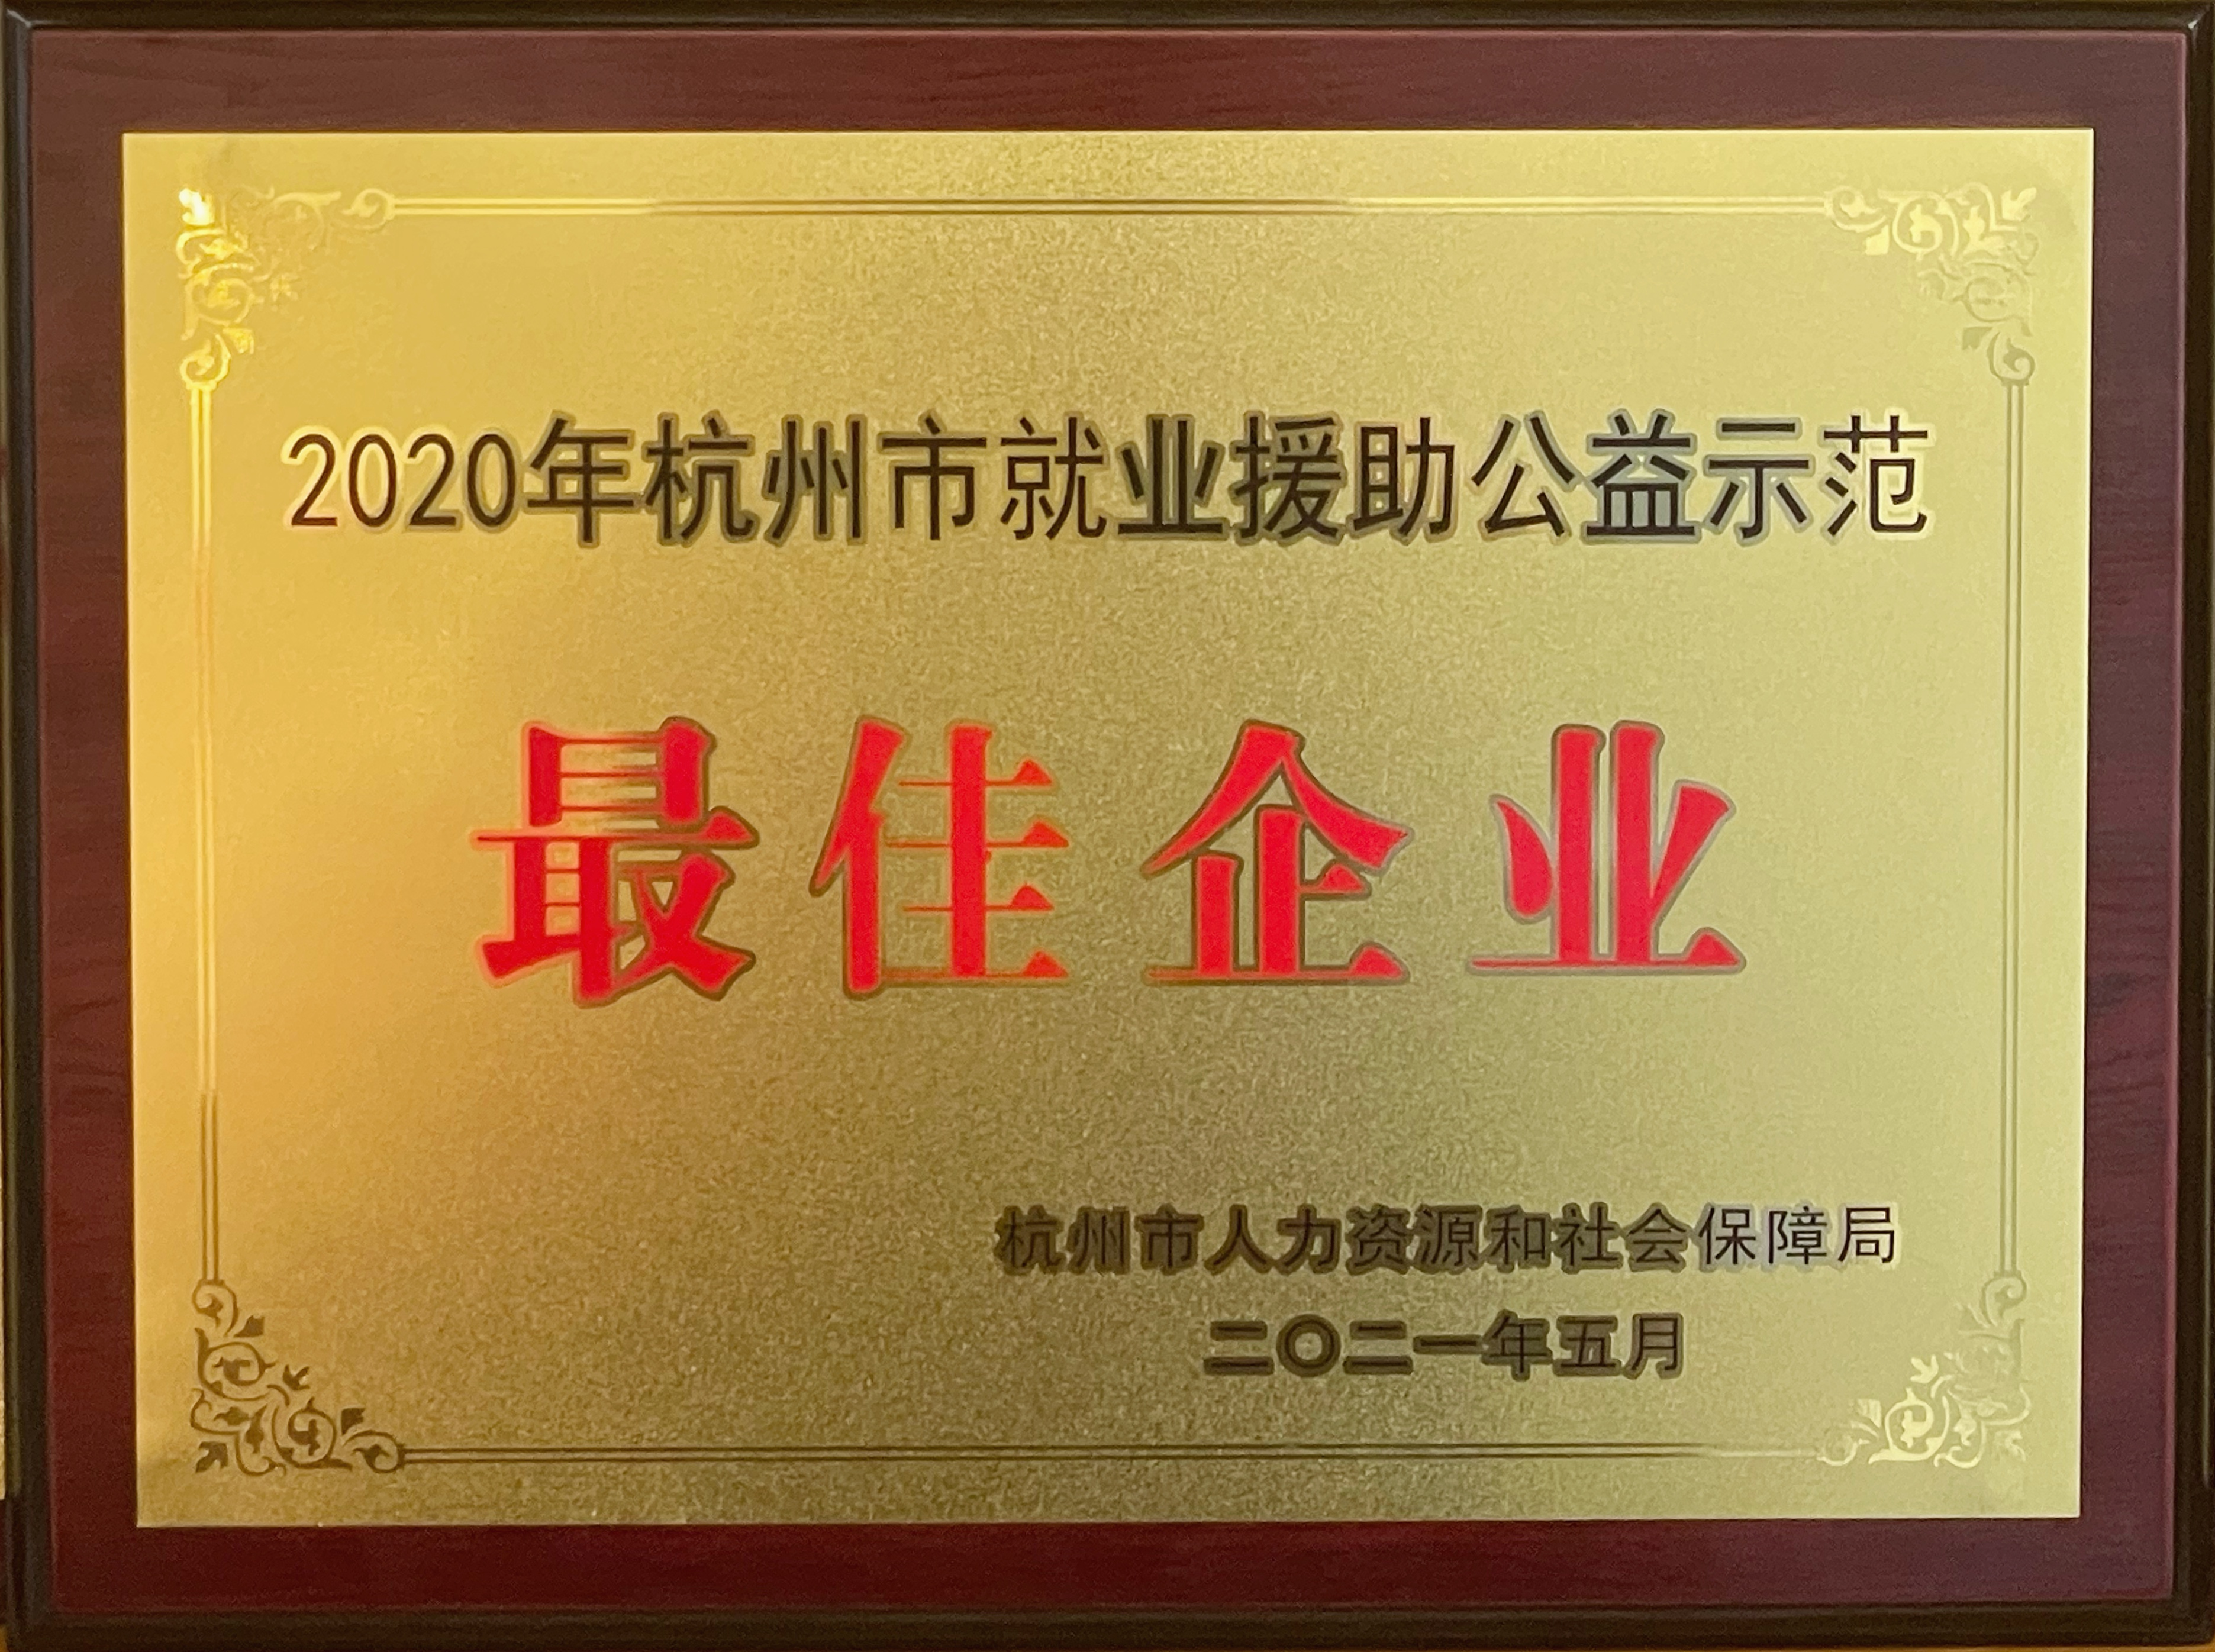 2020年杭州市就业援助公益示范
最佳企业
杭州市人力资源和社会保障局
二〇二一年五月